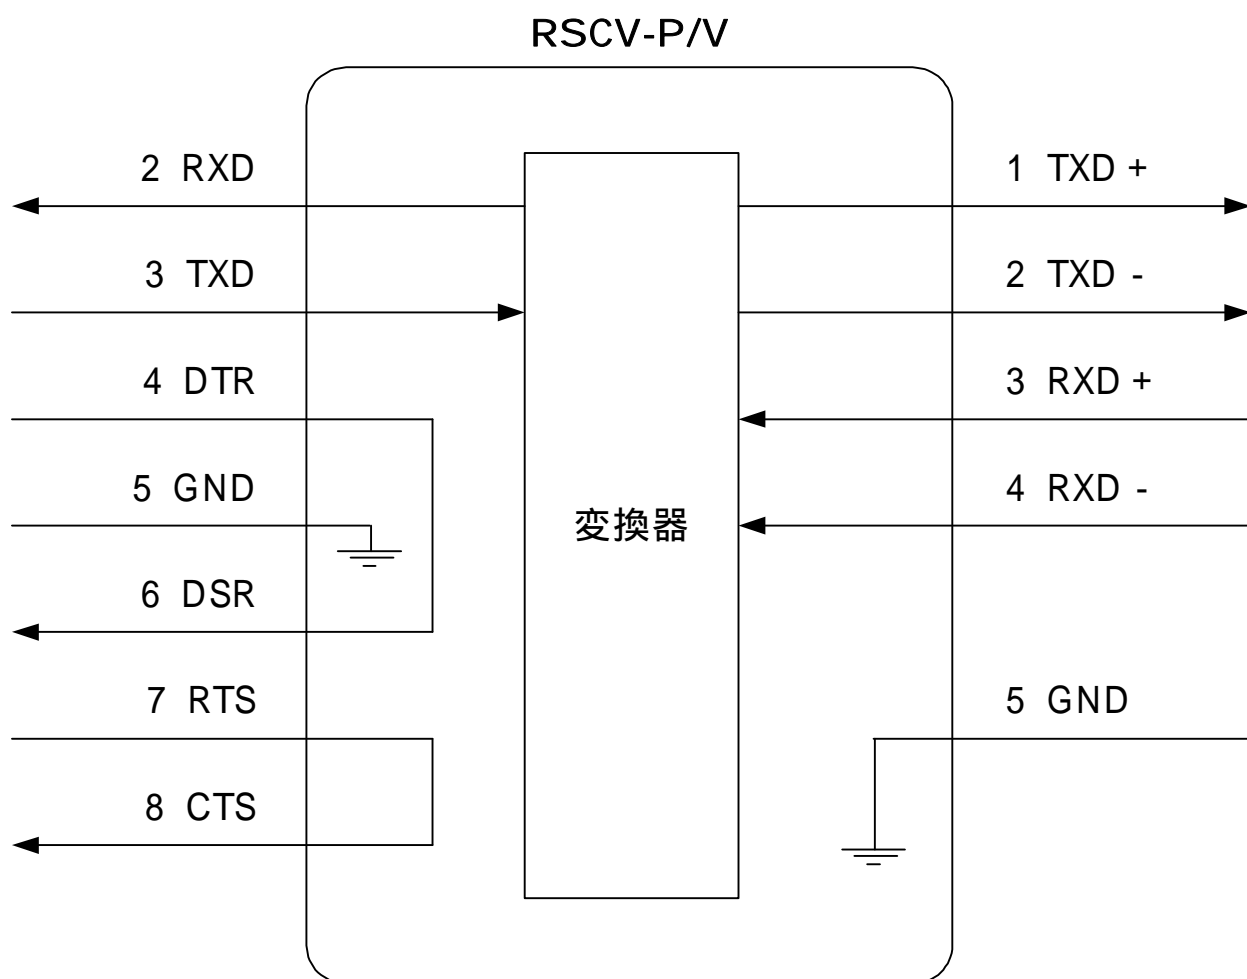 RSCV-P/V
2 RXD
3 TXD
4 DTR
5 GND
6 DSR
7 RTS
8 CTS
変換器
1 TXD +
2 TXD -
3 RXD +
4 RXD -
5 GND